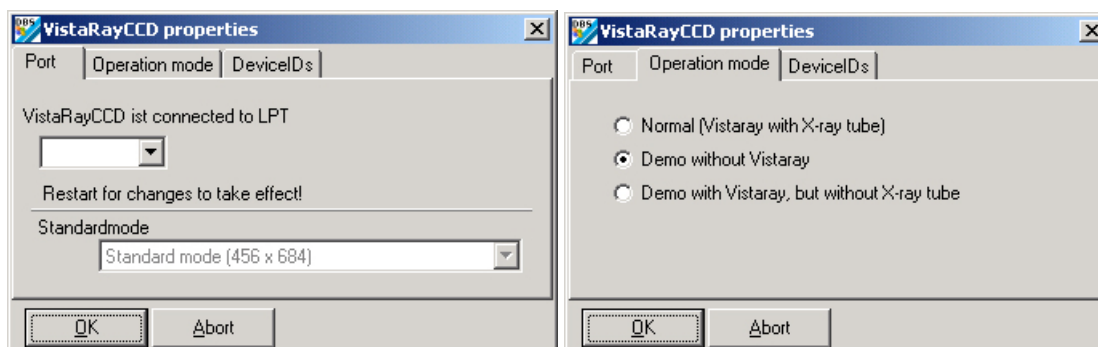 VistaRayCCD properties
Port Operation mode DeviceIDs
VistaRayCCD ist connected to LPT
Restart for changes to take effect!
Standardmode
Standard mode (456 x 684)
OK Abort
VistaRayCCD properties
Port Operation mode DeviceIDs
Normal (Vistaray with X-ray tube)
Demo without Vistaray
Demo with Vistaray, but without X-ray tube
OK Abort